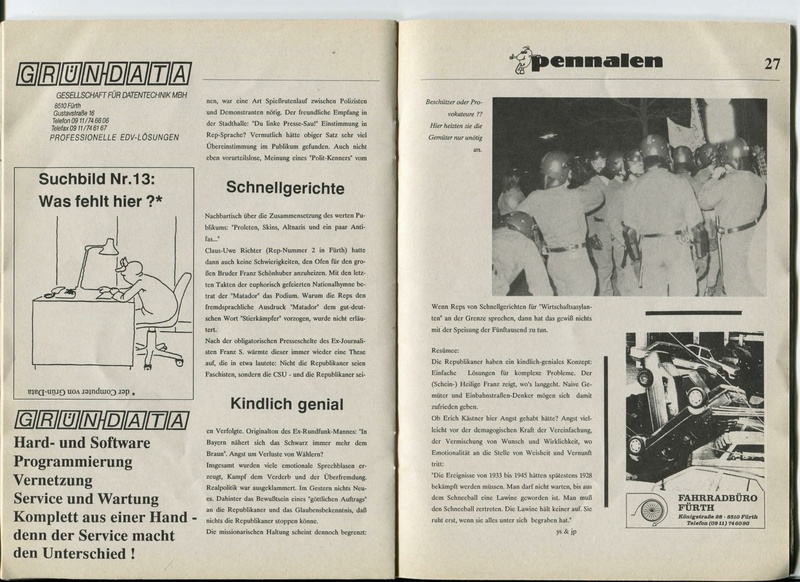 GRÜN-DATA
GESELLSCHAFT FÜR DATENTECHNIK MBH
8510 Fürth
Gustavstraße 16
Telefon 09 11/74 66 06
Telefax 09 11/74 61 67
PROFESSIONELLE EDV-LÖSUNGEN
Suchbild Nr.13:
Was fehlt hier ?*
* der Computer von Grün-Data
GRÜN-DATA
Hard- und Software
Programmierung
Vernetzung
Service und Wartung
Komplett aus einer Hand -
denn der Service macht
den Unterschied !
nen, war eine Art Spießrutenlauf zwischen Polizisten
und Demonstranten nötig. Der freundliche Empfang in
der Stadthalle: "Du linke Presse-Sau!" Einstimmung in
Rep-Sprache? Vermutlich hätte obiger Satz sehr viel
Übereinstimmung im Publikum gefunden. Auch nicht
eben vorurteilslose, Meinung eines "Polit-Kenners" vom
Schnellgerichte
Nachbartisch über die Zusammensetzung des werten Pu-
blikums: "Proleten, Skins, Altnazis und ein paar Anti-
fas..."
Claus-Uwe Richter (Rep-Nummer 2 in Fürth) hatte
dann auch keine Schwierigkeiten, den Ofen für den gro-
ßen Bruder Franz Schönhuber anzuheizen. Mit den letz-
ten Takten der euphorisch gefeierten Nationalhymne be-
trat der "Matador" das Podium. Warum die Reps den
fremdsprachliche Ausdruck "Matador" dem gut-deut-
schen Wort "Stierkämpfer" vorzogen, wurde nicht erläu-
tert.
Nach der obligatorischen Presseschelte des Ex-Journali-
sten Franz S. wärmte dieser immer wieder eine These
auf, die in etwa lautete: Nicht die Republikaner seien
Faschisten, sondern die CSU - und die Republikaner sei-
Kindlich genial
en Verfolgte. Originalton des Ex-Rundfunk-Mannes: "In
Bayern nähert sich das Schwarz immer mehr dem
Braun". Angst um Verluste von Wählern?
Insgesamt wurden viele emotionale Sprechblasen er-
zeugt, Kampf dem Verderb und der Überfremdung.
Realpolitik war ausgeklammert. Im Gestern nichts Neu-
es. Dahinter das Bewußtsein eines "göttlichen Auftrags"
an die Republikaner und das Glaubensbekenntnis, daß
nichts die Republikaner stoppen könne.
Die missionarischen Haltung scheint dennoch begrenzt:
pennalen
27
Beschützer oder Pro-
vokateure ??
Hier heizten sie die
Gemüter nur unnötig
an.
Wenn Reps von Schnellgerichten für "Wirtschaftsasylan-
ten" an der Grenze sprechen, dann hat das gewiß nichts
mit der Speisung der Fünftausend zu tun.
Resümee:
Die Republikaner haben ein kindlich-geniales Konzept:
Einfache Lösungen für komplexe Probleme. Der
(Schein-) Heilige Franz zeigt, wo's langgeht. Naive Ge-
müter und Einbahnstraßen-Denker mögen sich damit
zufrieden geben.
Ob Erich Kästner hier Angst gehabt hätte? Angst viel-
leicht vor der demagogischen Kraft der Vereinfachung,
der Vermischung von Wunsch und Wirklichkeit, wo
Emotionalität an die Stelle von Weisheit und Vernunft
tritt:
"Die Ereignisse von 1933 bis 1945 hätten spätestens 1928
bekämpft werden müssen. Man darf nicht warten, bis aus
dem Schneeball eine Lawine geworden ist. Man muß
den Schneeball zertreten. Die Lawine hält keiner auf. Sie
ruht erst, wenn sie alles unter sich begraben hat."
ys & jp
FAHRRADBÜRO
FÜRTH
Königstraße 28 - 8510 Fürth
Telefon (09 11) 74 60 90